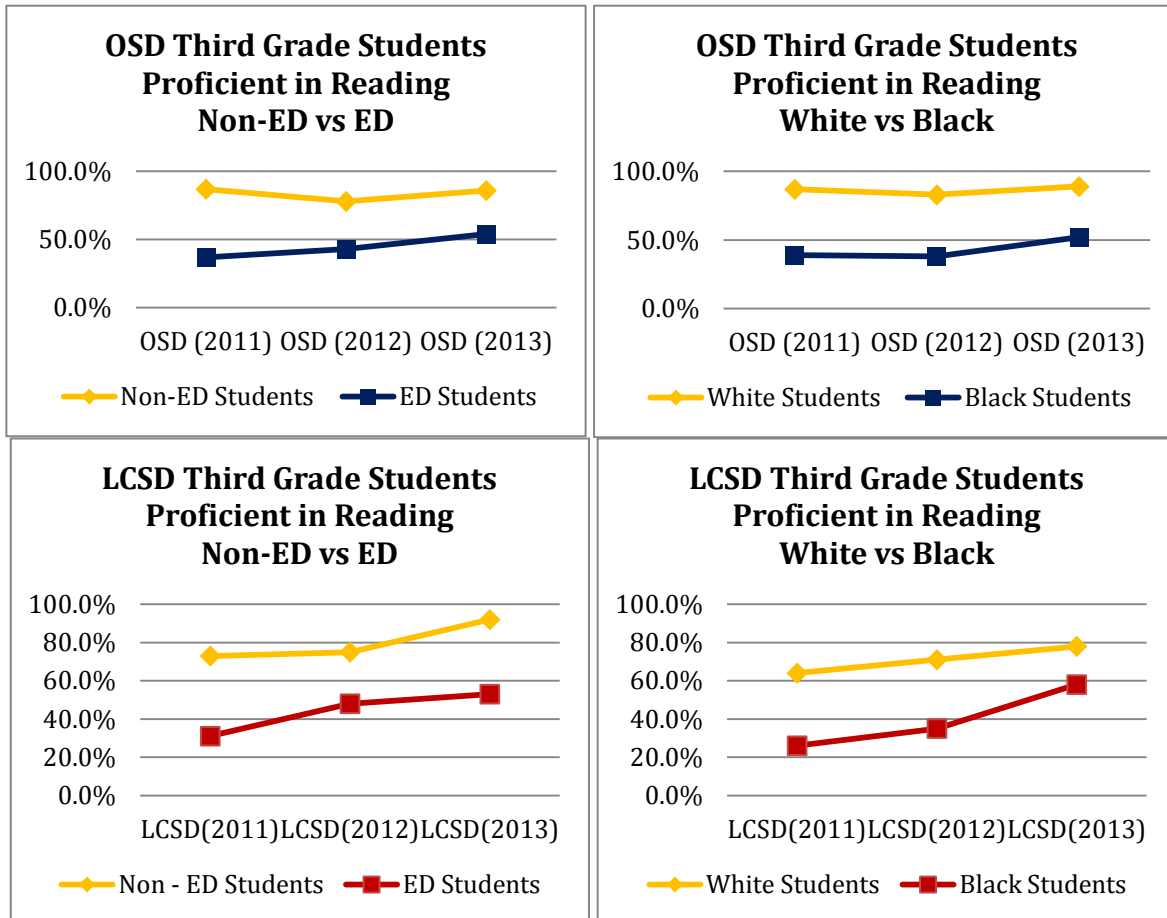 OSD Third Grade Students
Proficient in Reading
Non-ED vs ED
100.0%
50.0%
0.0%
OSD (2011) OSD (2012) OSD (2013)
Non-ED Students ED Students
OSD Third Grade Students
Proficient in Reading
White vs Black
100.0%
50.0%
0.0%
OSD (2011) OSD (2012) OSD (2013)
White Students Black Students
LCSD Third Grade Students
Proficient in Reading
Non-ED vs ED
100.0%
80.0%
60.0%
40.0%
20.0%
0.0%
LCSD(2011) LCSD(2012) LCSD(2013)
Non - ED Students ED Students
LCSD Third Grade Students
Proficient in Reading
White vs Black
100.0%
80.0%
60.0%
40.0%
20.0%
0.0%
LCSD(2011) LCSD(2012) LCSD(2013)
White Students Black Students